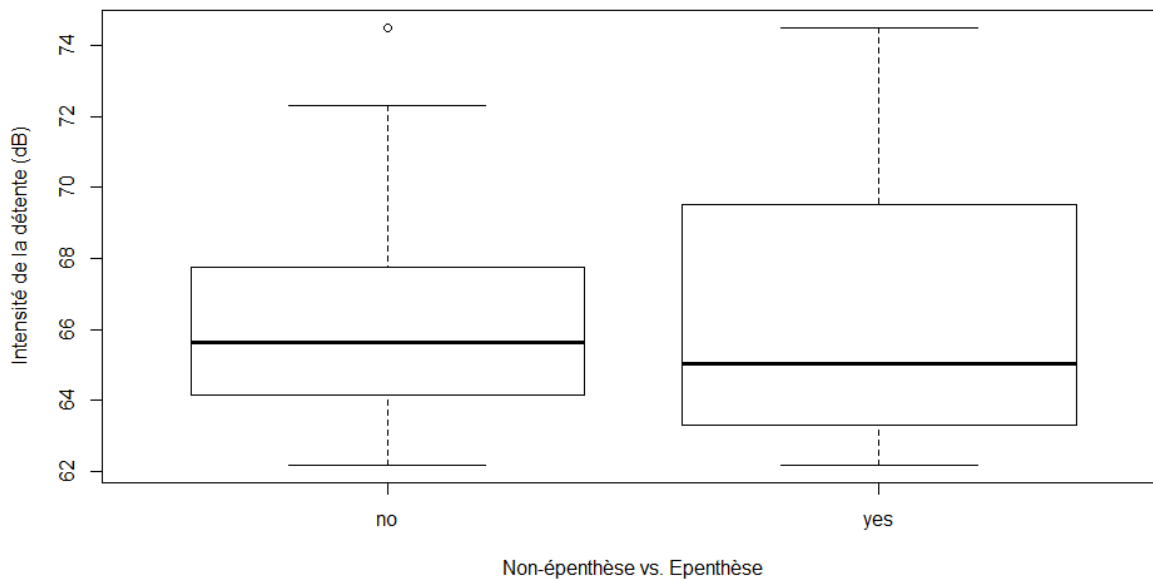 Intensité de la détente (dB)
74
72
70
68
66
64
62
no yes
Non-épenthèse vs. Epenthèse